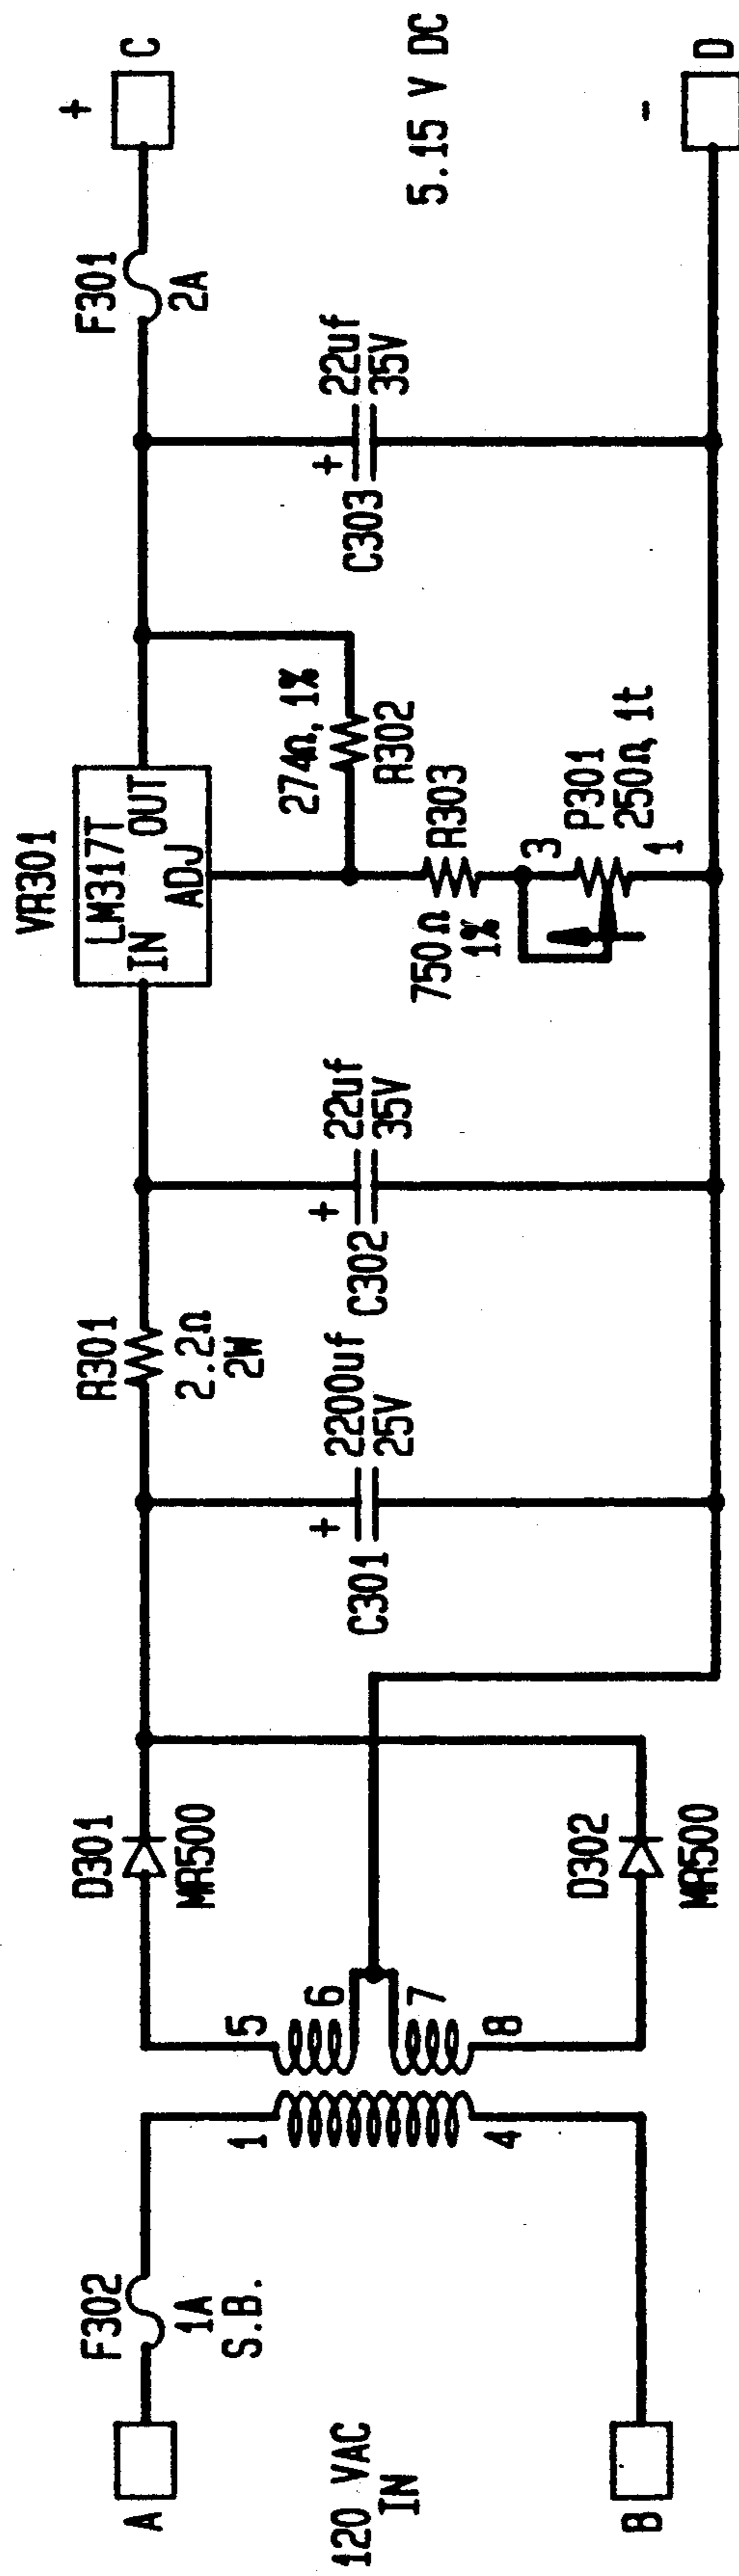 A
120 VAC
IN
B
F302
1A
S.B.
1
4
5
6
7
8
D301
MR500
D302
MR500
+
C301
2200uf
25V
R301
2.2Ω
2W
+
C302
22uf
35V
VR301
LM317T
IN
OUT
ADJ
274Ω, 1%
R302
R303
750Ω
1%
3
P301
250Ω, 1t
1
+
C303
22uf
35V
F301
2A
+
C
5.15 V DC
-
D